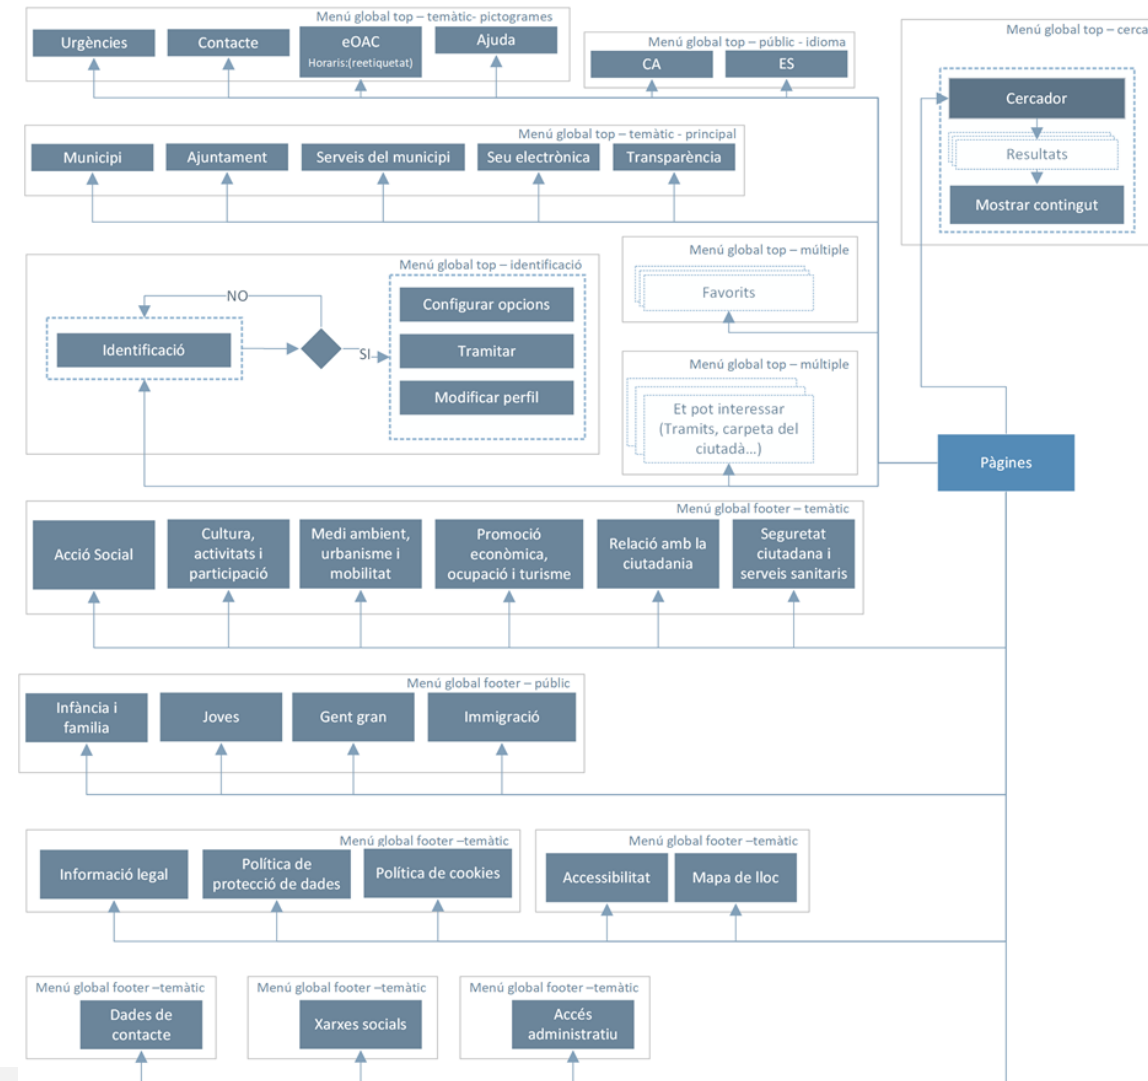 Menú global top – temàtic- pictogrames
Urgències
Contacte
eOAC
Horaris:(reetiquetat)
Ajuda
Menú global top – públic - idioma
CA
ES
Menú global top – cerca
Cercador
Resultats
Mostrar contingut
Menú global top – temàtic - principal
Municipi
Ajuntament
Serveis del municipi
Seu electrònica
Transparència
Menú global top – identificació
NO
Identificació
SI
Configurar opcions
Tramitar
Modificar perfil
Menú global top – múltiple
Favorits
Menú global top – múltiple
Et pot interessar
(Tramits, carpeta del
ciutadà...)
Pàgines
Menú global footer – temàtic
Acció Social
Cultura,
activitats i
participació
Medi ambient,
urbanisme i
mobilitat
Promoció
econòmica,
ocupació i turisme
Relació amb la
ciutadania
Seguretat
ciutadana i
serveis sanitaris
Menú global footer – públic
Infància i
familia
Joves
Gent gran
Immigració
Menú global footer –temàtic
Informació legal
Política de
protecció de dades
Política de cookies
Menú global footer –temàtic
Accessibilitat
Mapa de lloc
Menú global footer –temàtic
Dades de
contacte
Menú global footer –temàtic
Xarxes socials
Menú global footer –temàtic
Accés
administratiu